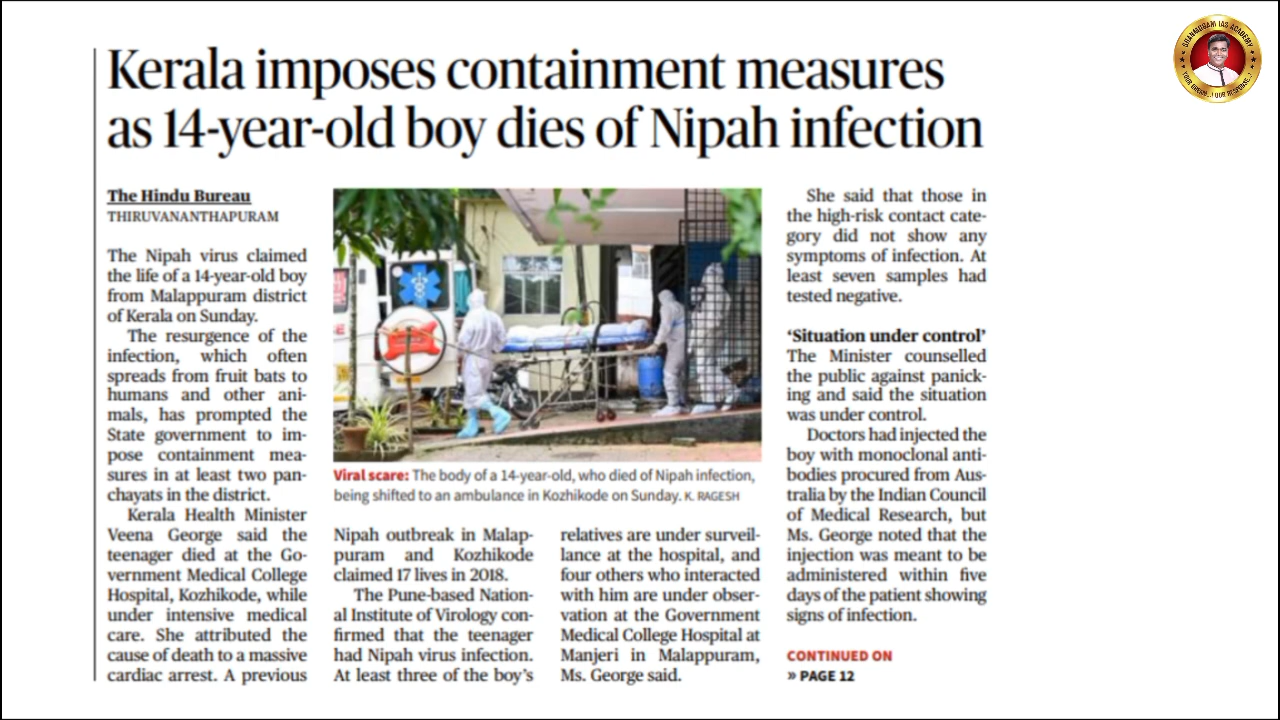 Kerala imposes containment measures
as 14-year-old boy dies of Nipah infection
The Hindu Bureau
THIRUVANANTHAPURAM
The Nipah virus claimed
the life of a 14-year-old boy
from Malappuram district
of Kerala on Sunday.
The resurgence of the
infection, which often
spreads from fruit bats to
humans and other ani-
mals, has prompted the
State government to im-
pose containment mea-
sures in at least two pan-
chayats in the district.
Kerala Health Minister
Veena George said the
teenager died at the Go-
vernment Medical College
Hospital, Kozhikode, while
under intensive medical
care. She attributed the
cause of death to a massive
cardiac arrest. A previous
Viral scare: The body of a 14-year-old, who died of Nipah infection,
being shifted to an ambulance in Kozhikode on Sunday. K. RAGESH
Nipah outbreak in Malap-
puram and Kozhikode
claimed 17 lives in 2018.
The Pune-based Nation-
al Institute of Virology con-
firmed that the teenager
had Nipah virus infection.
At least three of the boy's
relatives are under surveil-
lance at the hospital, and
four others who interacted
with him are under obser-
vation at the Government
Medical College Hospital at
Manjeri in Malappuram,
Ms. George said.
She said that those in
the high-risk contact cate-
gory did not show any
symptoms of infection. At
least seven samples had
tested negative.
‘Situation under control’
The Minister counselled
the public against panick-
ing and said the situation
was under control.
Doctors had injected the
boy with monoclonal anti-
bodies procured from Aus-
tralia by the Indian Council
of Medical Research, but
Ms. George noted that the
injection was meant to be
administered within five
days of the patient showing
signs of infection.
CONTINUED ON
» PAGE 12
SHANMUGAM IAS ACADEMY